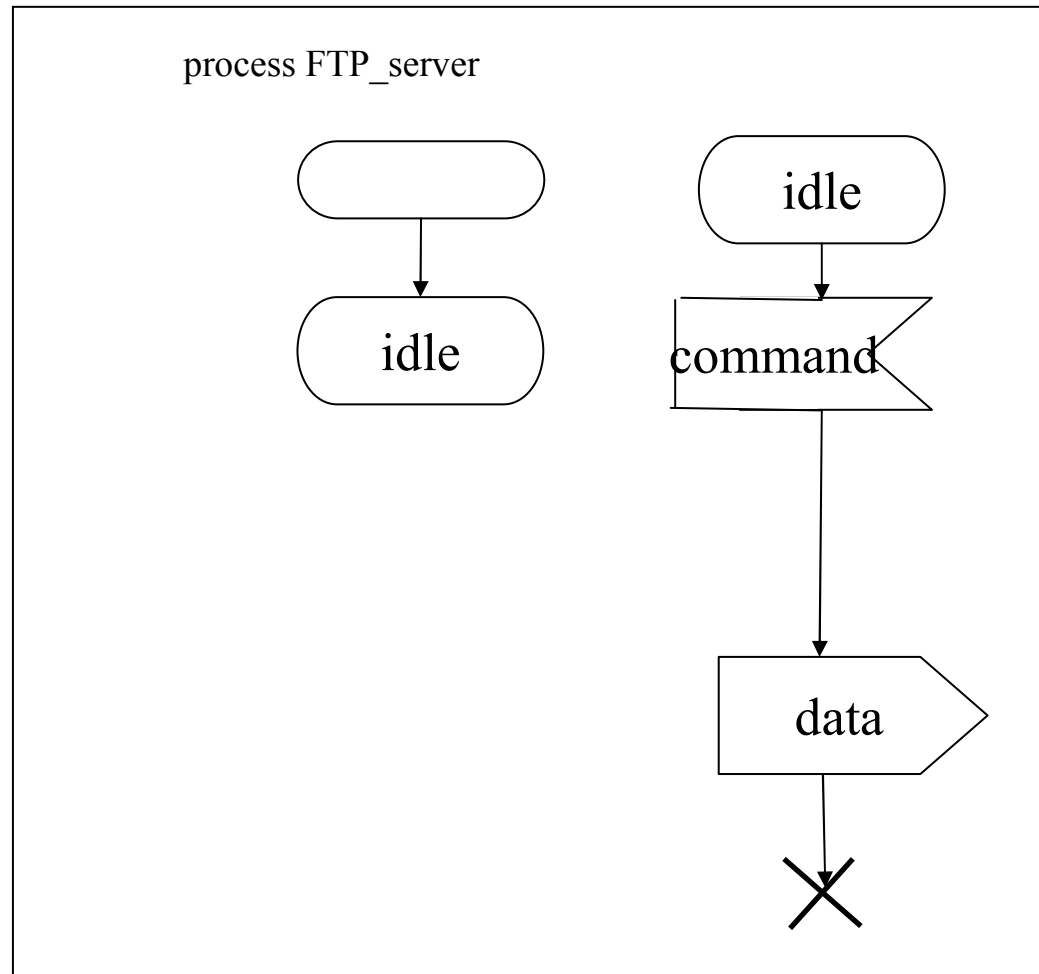 process FTP_server
idle
idle
command
data